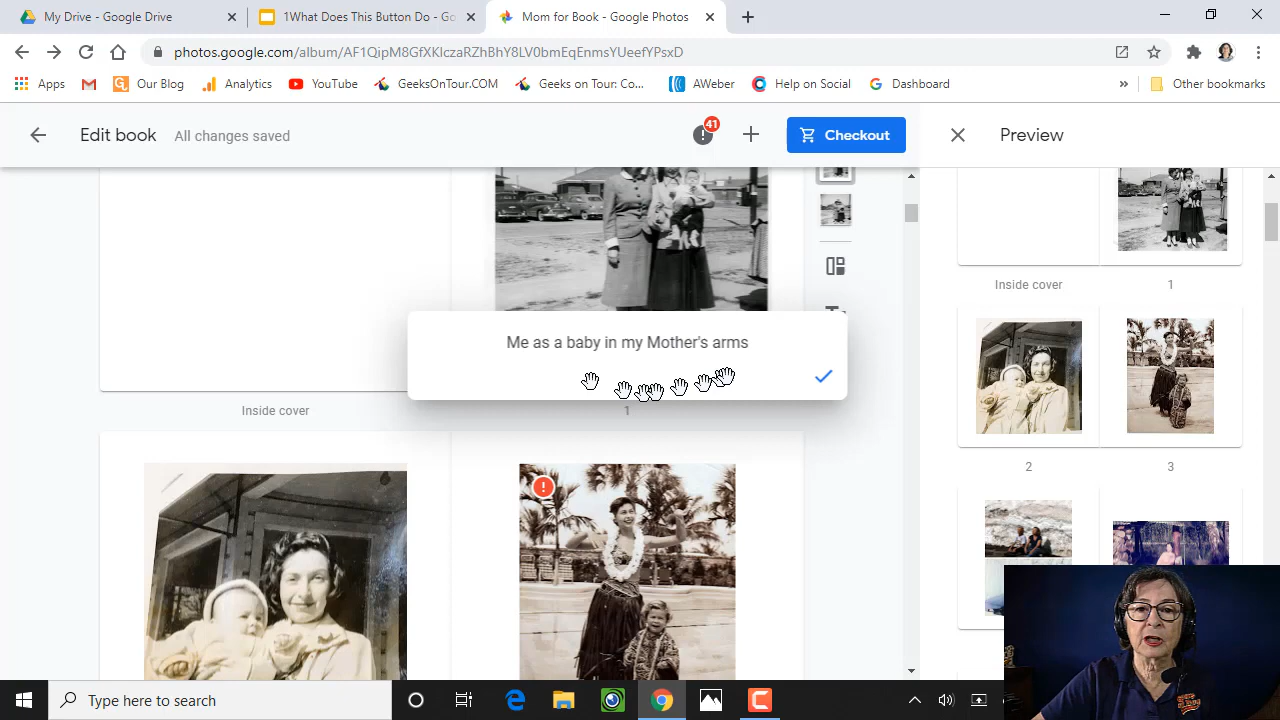 My Drive - Google Drive
1What Does This Button Do - Go
Mom for Book - Google Photos
photos.google.com/album/AF1QipM8GfXKlczaRZhBhY8LV0bmEqEnmsYUeefYPsxD
Apps
Our Blog
Analytics
YouTube
GeeksOnTour.COM
Geeks on Tour: Co...
AWeber
Help on Social
Dashboard
»
Other bookmarks
Edit book
All changes saved
41
Checkout
Preview
Me as a baby in my Mother's arms
Inside cover
1
Inside cover
1
2
3
Type here to search